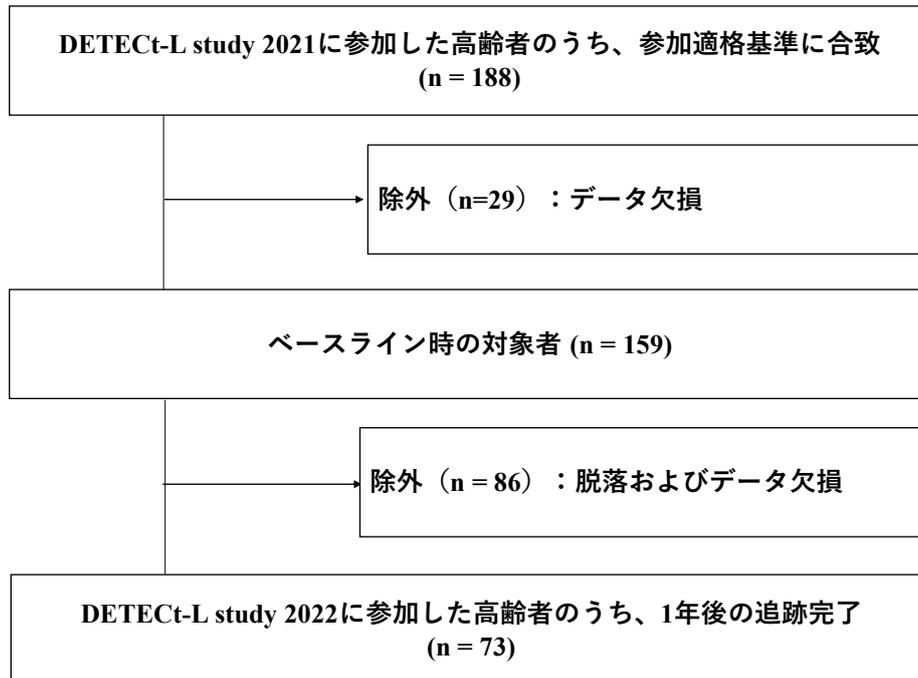 DETECt-L study 2021に参加した高齢者のうち、参加適格基準に合致
(n = 188)
除外（n=29）：データ欠損
ベースライン時の対象者 (n = 159)
除外（n = 86）：脱落およびデータ欠損
DETECt-L study 2022に参加した高齢者のうち、1年後の追跡完了
(n = 73)